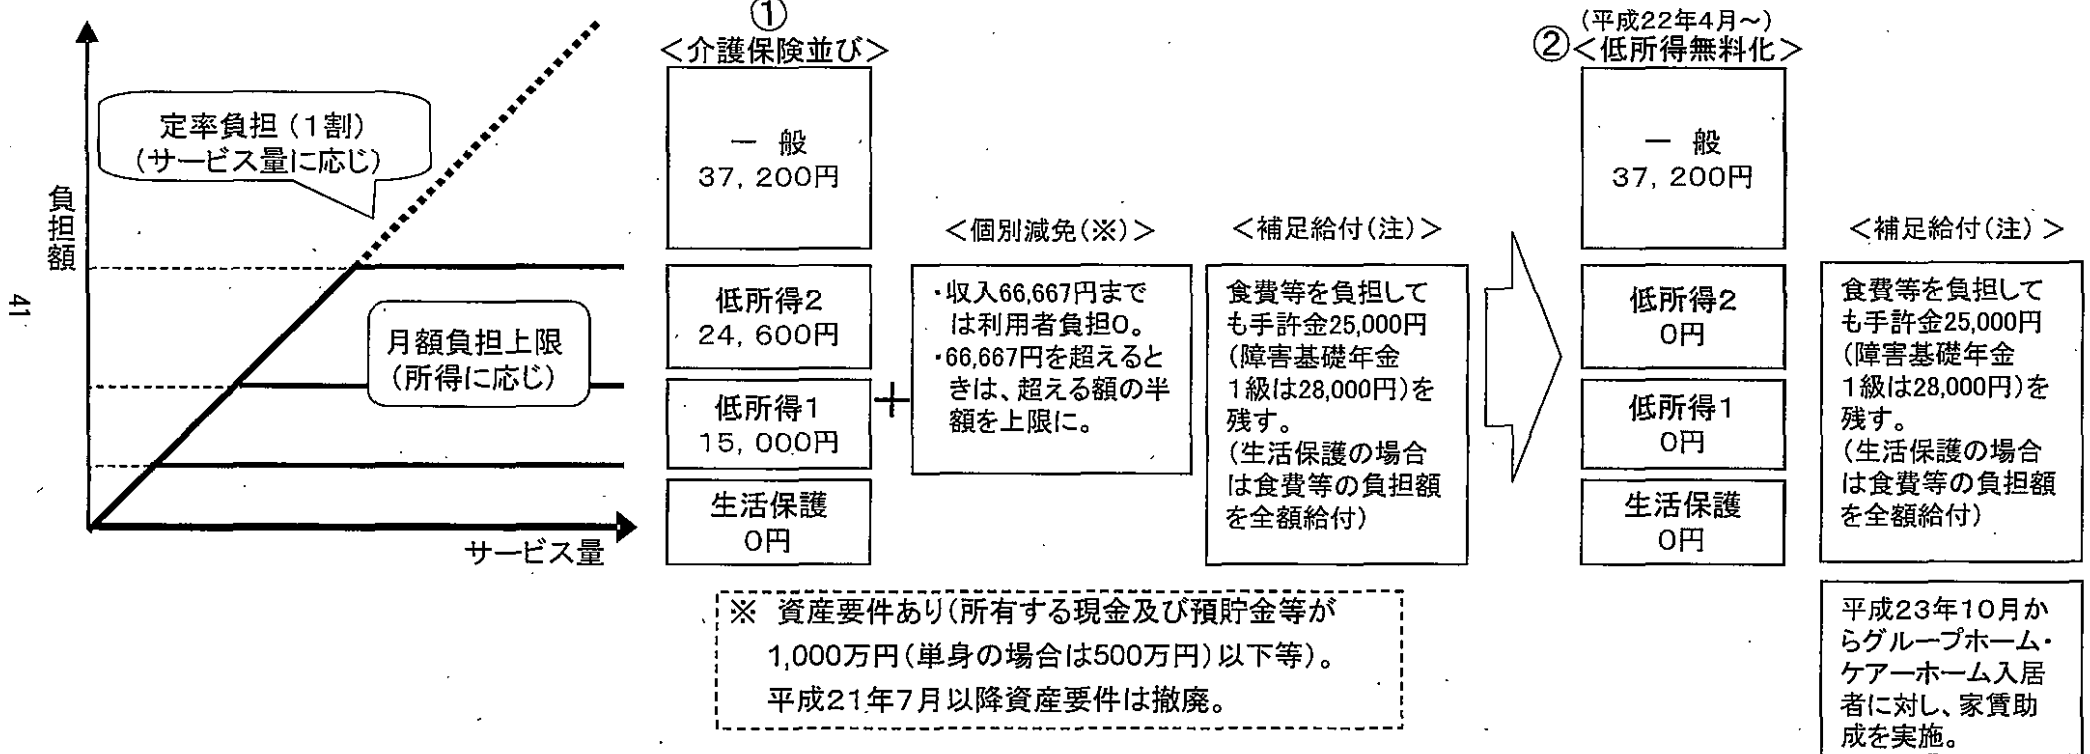 定率負担（1割）
（サービス量に応じ）
負担額
月額負担上限
（所得に応じ）
サービス量
①
＜介護保険並び＞
一 般
37, 200円
低所得2
24, 600円
低所得1
15, 000円
生活保護
0円
＋
＜個別減免(※)＞
・収入66,667円まで
は利用者負担0。
・66,667円を超えると
きは、超える額の半
額を上限に。
＜補足給付(注)＞
食費等を負担して
も手許金25,000円
（障害基礎年金
1級は28,000円)を
残す。
（生活保護の場合
は食費等の負担額
を全額給付）
(平成22年4月～)
②＜低所得無料化＞
一 般
37, 200円
低所得2
0円
低所得1
0円
生活保護
0円
＜補足給付(注)＞
食費等を負担して
も手許金25,000円
（障害基礎年金
1級は28,000円)を
残す。
（生活保護の場合
は食費等の負担額
を全額給付）
平成23年10月か
らグループホーム・
ケアーホーム入居
者に対し、家賃助
成を実施。
※ 資産要件あり(所有する現金及び預貯金等が
1,000万円(単身の場合は500万円)以下等)。
平成21年7月以降資産要件は撤廃。
41